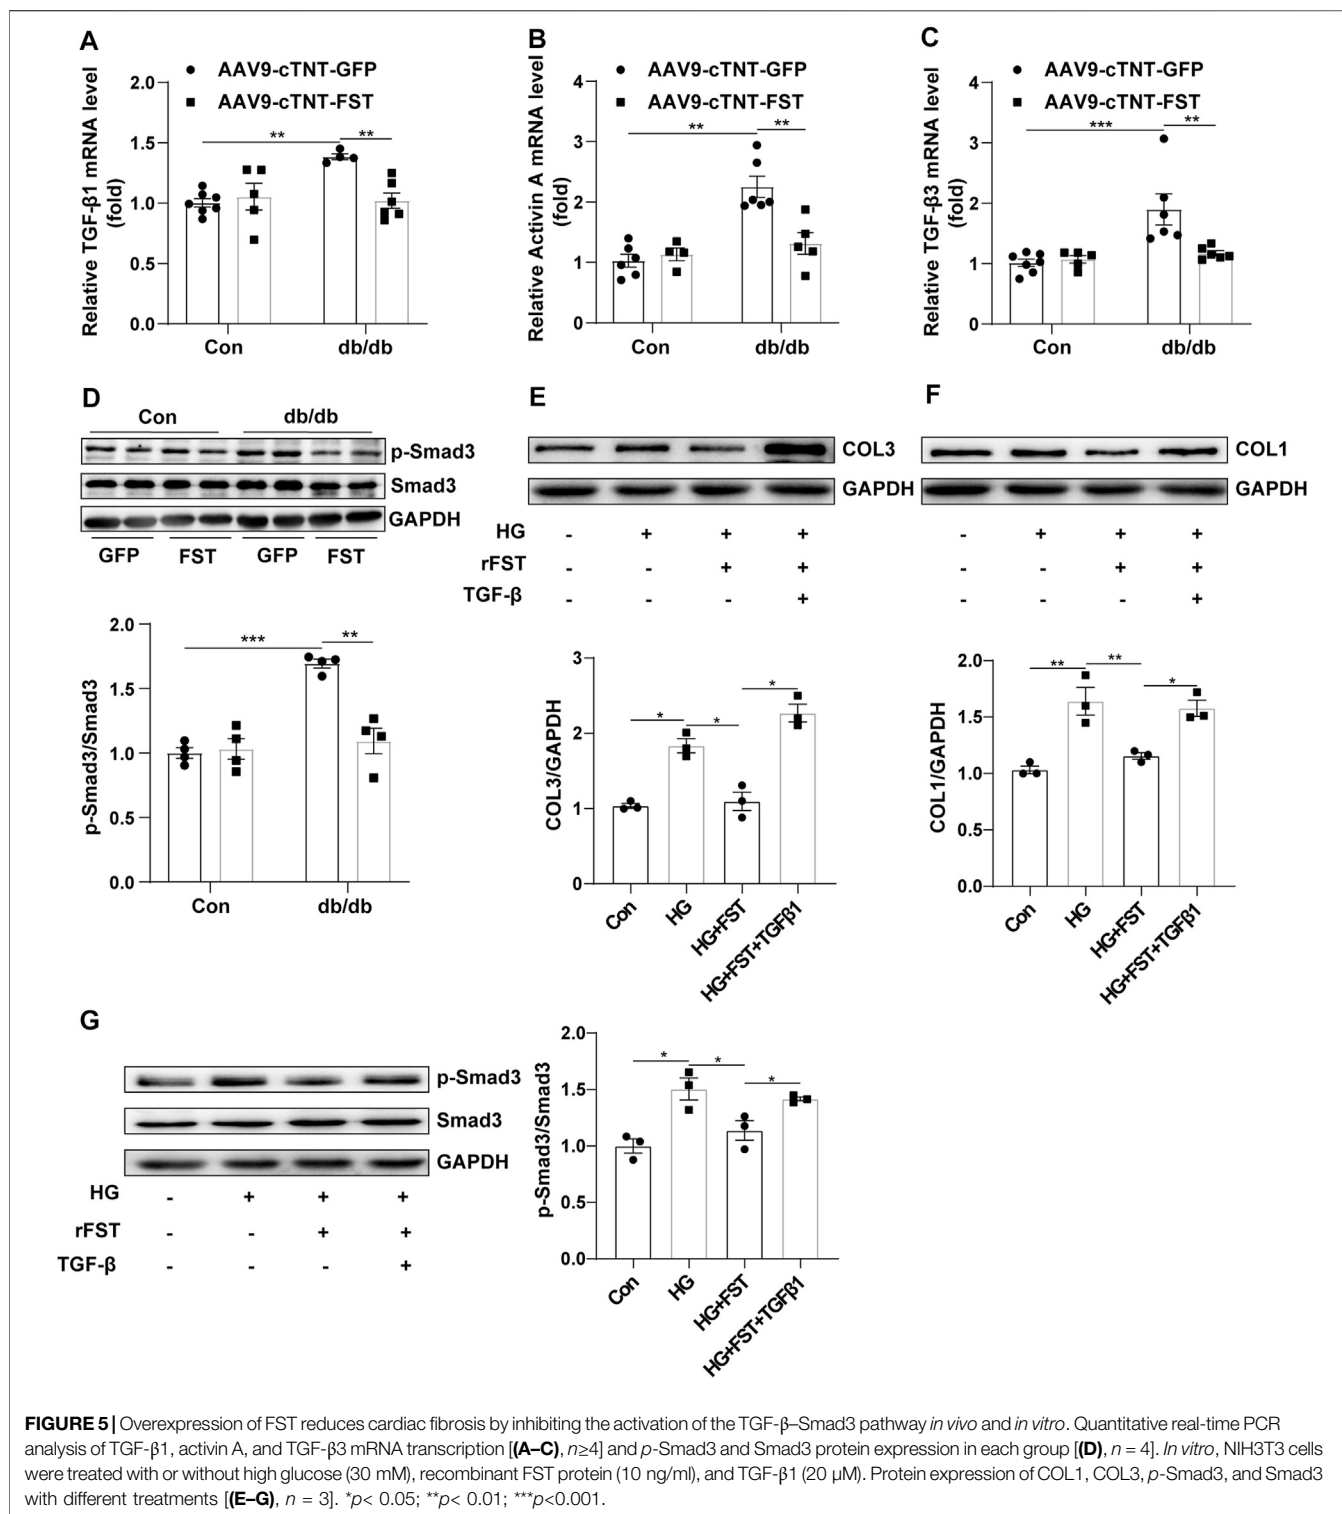 A
AAV9-cTNT-GFP
AAV9-cTNT-FST
Relative TGF-β1 mRNA level
(fold)
2.0
1.5
1.0
0.5
0.0
**
**
Con
db/db
B
AAV9-cTNT-GFP
AAV9-cTNT-FST
Relative Activin A mRNA level
(fold)
4
3
2
1
0
**
**
Con
db/db
C
AAV9-cTNT-GFP
AAV9-cTNT-FST
Relative TGF-β3 mRNA level
(fold)
4
3
2
1
0
***
**
Con
db/db
D
Con
db/db
p-Smad3
Smad3
GAPDH
GFP
FST
GFP
FST
p-Smad3/Smad3
2.0
1.5
1.0
0.5
0.0
***
**
Con
db/db
E
COL3
GAPDH
HG - + + +
rFST - - + +
TGF-β - - - +
COL3/GAPDH
3
2
1
0
*
*
*
Con
HG
HG+FST
HG+FST+TGFβ1
F
COL1
GAPDH
- + + +
- - + +
- - - +
COL1/GAPDH
2.0
1.5
1.0
0.5
0.0
**
**
*
Con
HG
HG+FST
HG+FST+TGFβ1
G
p-Smad3
Smad3
GAPDH
HG - + + +
rFST - - + +
TGF-β - - - +
p-Smad3/Smad3
2.0
1.5
1.0
0.5
0.0
*
*
*
Con
HG
HG+FST
HG+FST+TGFβ1
FIGURE 5 | Overexpression of FST reduces cardiac fibrosis by inhibiting the activation of the TGF-β–Smad3 pathway in vivo and in vitro. Quantitative real-time PCR
analysis of TGF-β1, activin A, and TGF-β3 mRNA transcription [(A–C), n≥4] and p-Smad3 and Smad3 protein expression in each group [(D), n = 4]. In vitro, NIH3T3 cells
were treated with or without high glucose (30 mM), recombinant FST protein (10 ng/ml), and TGF-β1 (20 μM). Protein expression of COL1, COL3, p-Smad3, and Smad3
with different treatments [(E–G), n = 3]. *p< 0.05; **p< 0.01; ***p<0.001.